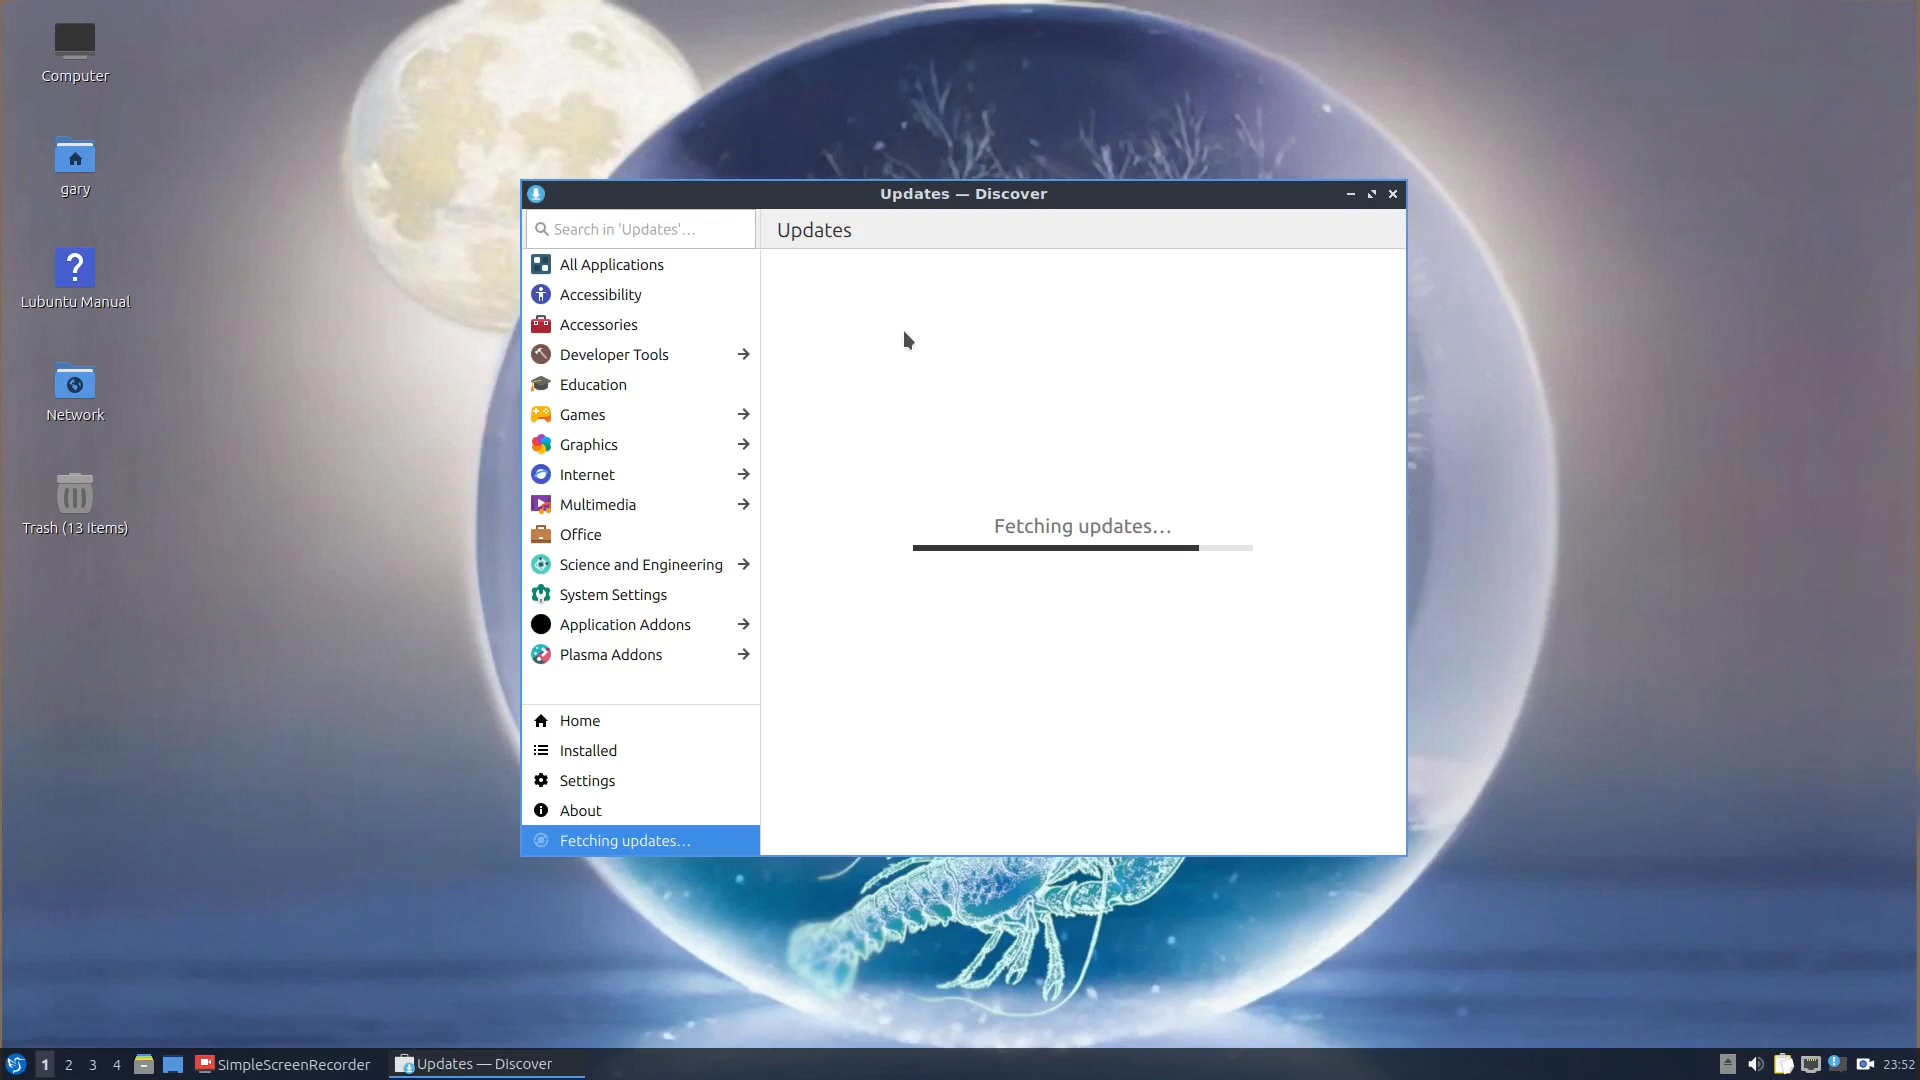 Computer
gary
Lubuntu Manual
Network
Trash (13 Items)
Updates — Discover
Search in 'Updates'…
Updates
All Applications
Accessibility
Accessories
Developer Tools
Education
Games
Graphics
Internet
Multimedia
Office
Science and Engineering
System Settings
Application Addons
Plasma Addons
Fetching updates…
Home
Installed
Settings
About
Fetching updates…
1 2 3 4 SimpleScreenRecorder Updates — Discover 23:52